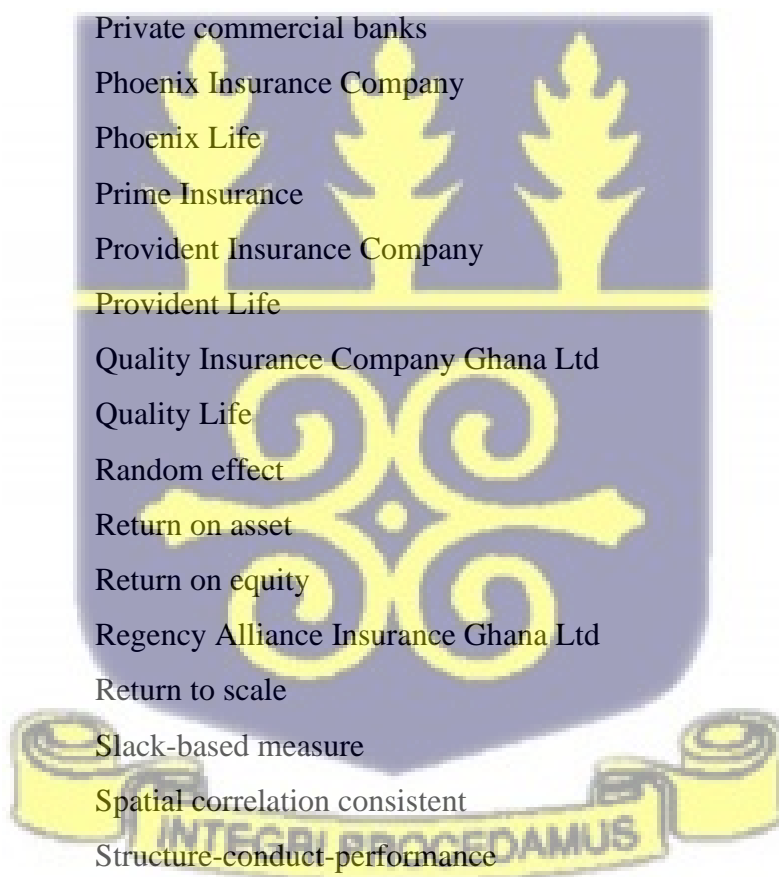 Private commercial banks
Phoenix Insurance Company
Phoenix Life
Prime Insurance
Provident Insurance Company
Provident Life
Quality Insurance Company Ghana Ltd
Quality Life
Random effect
Return on asset
Return on equity
Regency Alliance Insurance Ghana Ltd
Return to scale
Slack-based measure
Spatial correlation consistent
INTEGRI PROCEDAMUS
Structure-conduct-performance